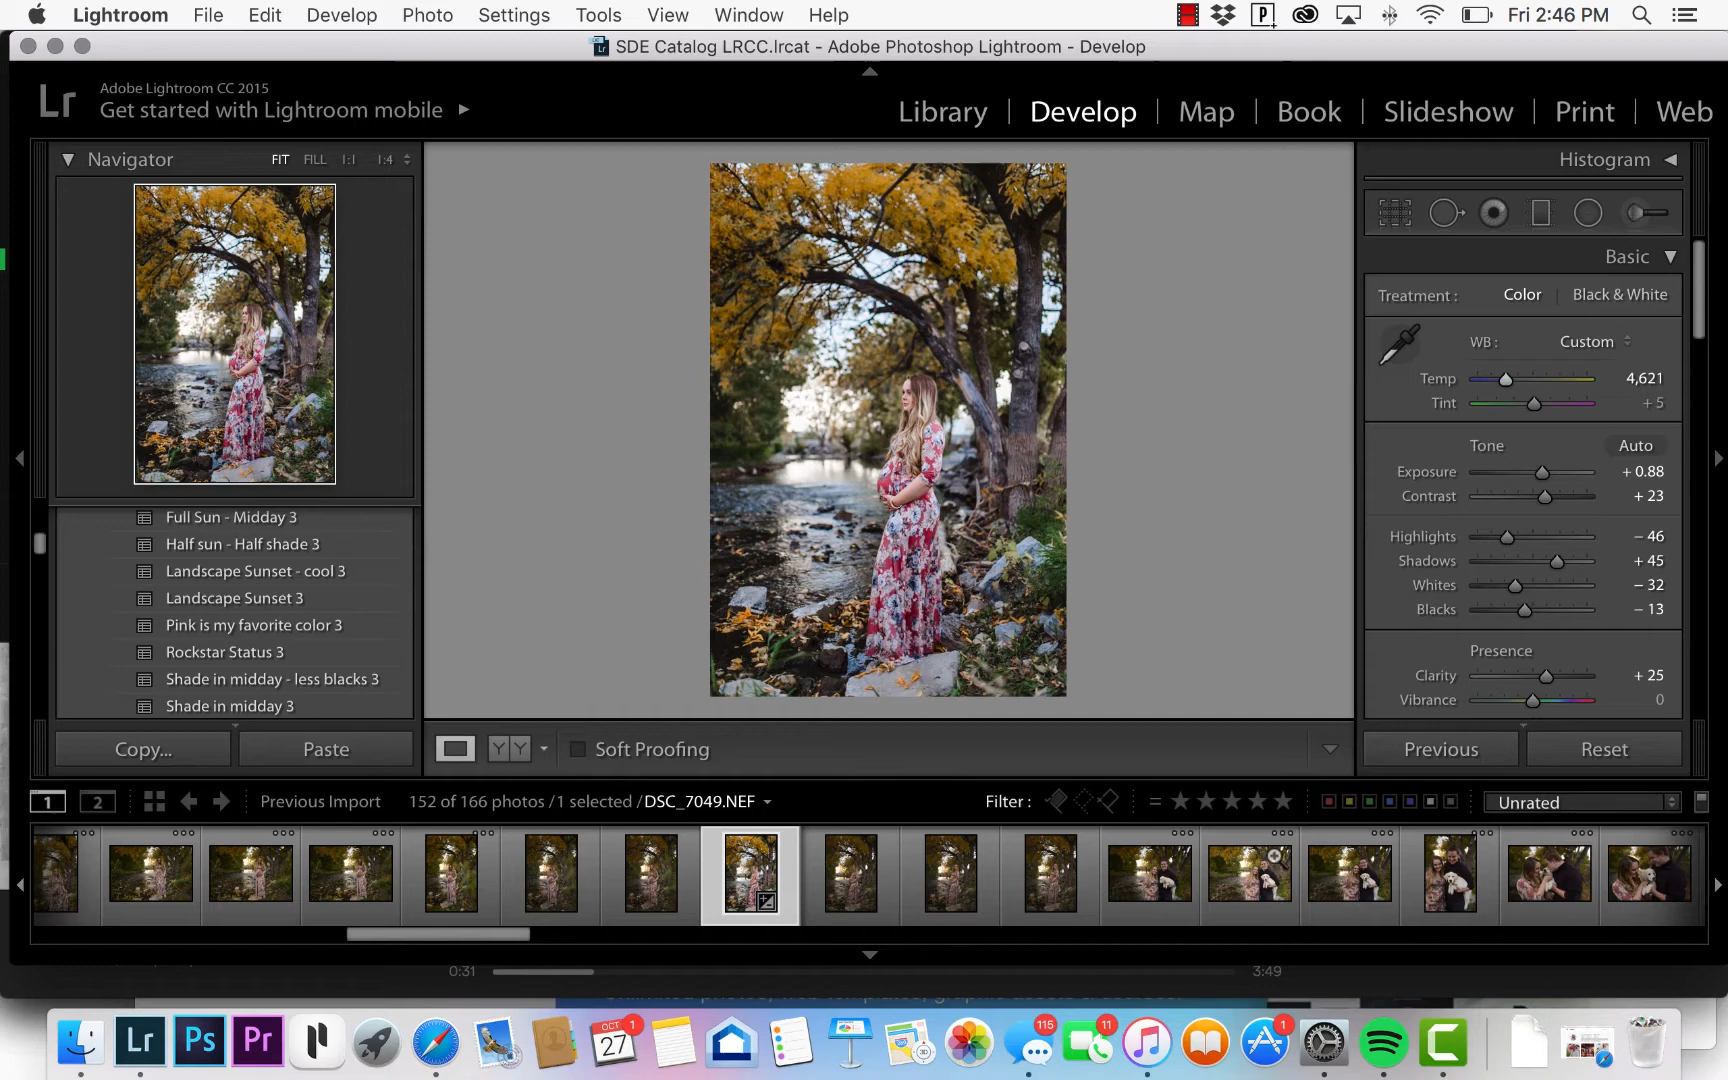 Lightroom File Edit Develop Photo Settings Tools View Window Help Fri 2:46 PM
SDE Catalog LRCC.lrcat - Adobe Photoshop Lightroom - Develop
Lr
Adobe Lightroom CC 2015
Get started with Lightroom mobile
Library | Develop | Map | Book | Slideshow | Print | Web
Navigator FIT FILL 1:1 1:4
Full Sun - Midday 3
Half sun - Half shade 3
Landscape Sunset - cool 3
Landscape Sunset 3
Pink is my favorite color 3
Rockstar Status 3
Shade in midday - less blacks 3
Shade in midday 3
Copy... Paste
Y Y Soft Proofing
Histogram
Basic
Treatment : Color | Black & White
WB : Custom
Temp 4,621
Tint + 5
Tone Auto
Exposure + 0.88
Contrast + 23
Highlights − 46
Shadows + 45
Whites − 32
Blacks − 13
Presence
Clarity + 25
Vibrance 0
Previous Reset
1 2 Previous Import 152 of 166 photos / 1 selected / DSC_7049.NEF Filter : Unrated
0:31 3:49
Lr Ps Pr OCT 27 1 115 11 1